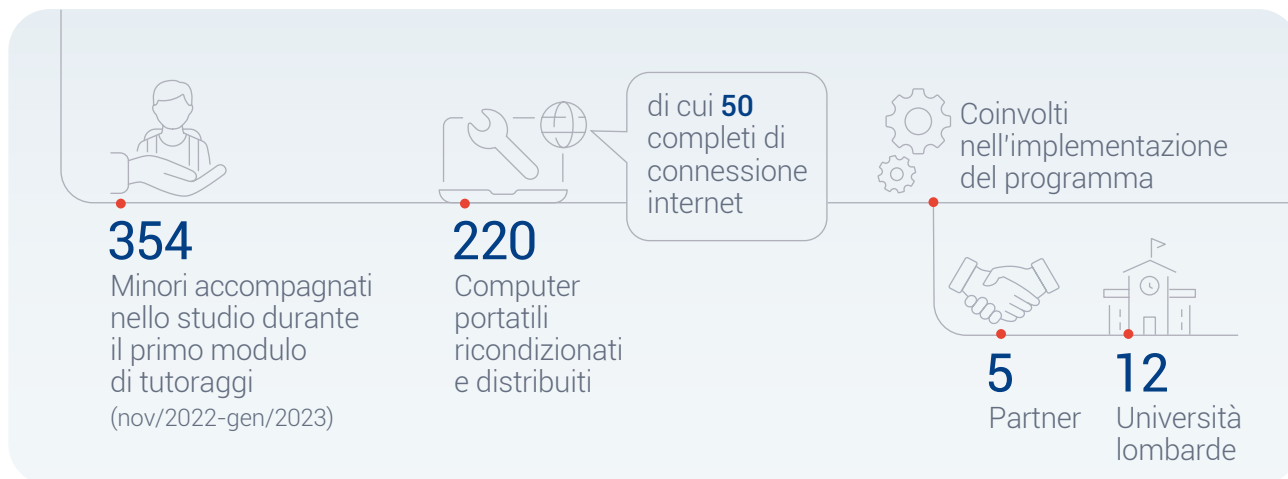 354
Minori accompagnati
nello studio durante
il primo modulo
di tutoraggi
(nov/2022-gen/2023)
220
Computer
portatili
ricondizionati
e distribuiti
di cui 50
completi di
connessione
internet
Coinvolti
nell'implementazione
del programma
5
Partner
12
Università
lombarde